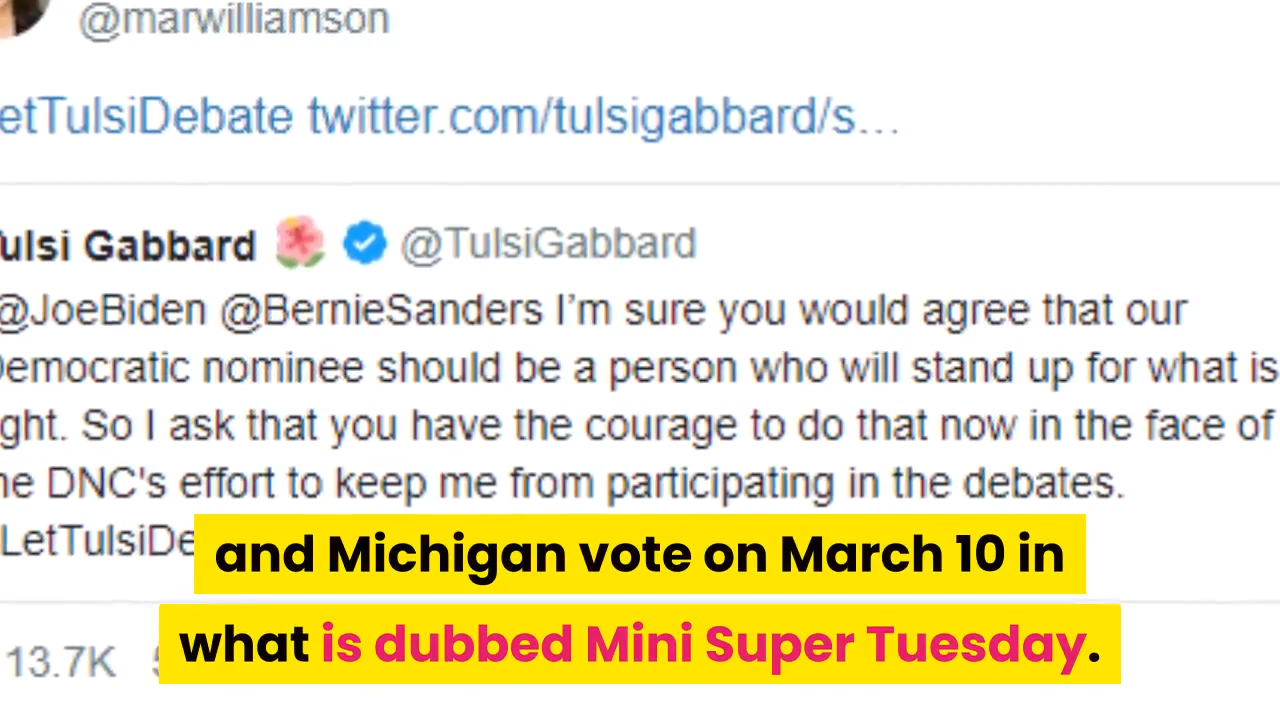 @marwilliamson
etTulsiDebate twitter.com/tulsigabbard/s...
ulsi Gabbard @TulsiGabbard
@JoeBiden @BernieSanders I'm sure you would agree that our
Democratic nominee should be a person who will stand up for what is
ght. So I ask that you have the courage to do that now in the face of
he DNC's effort to keep me from participating in the debates.
LetTulsiDe
and Michigan vote on March 10 in
what is dubbed Mini Super Tuesday.
13.7K